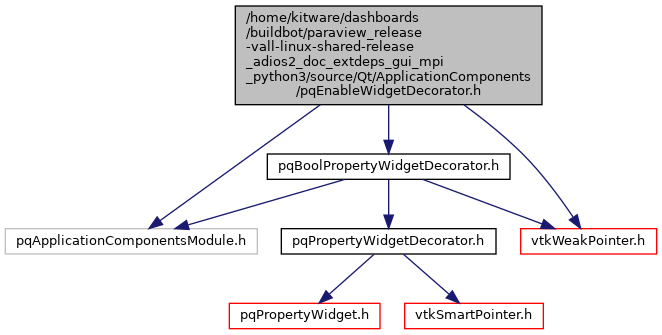 /home/kitware/dashboards
/buildbot/paraview_release
-vall-linux-shared-release
_adios2_doc_extdeps_gui_mpi
_python3/source/Qt/ApplicationComponents
/pqEnableWidgetDecorator.h
pqBoolPropertyWidgetDecorator.h
pqApplicationComponentsModule.h
pqPropertyWidgetDecorator.h
vtkWeakPointer.h
pqPropertyWidget.h
vtkSmartPointer.h